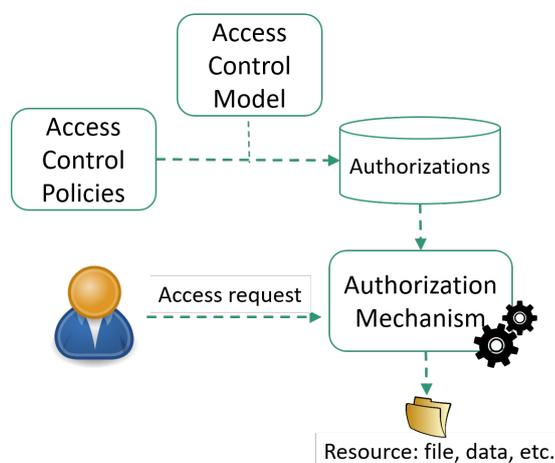 Access
Control
Model
Access
Control
Policies
Authorizations
Access request
Authorization
Mechanism
Resource: file, data, etc.